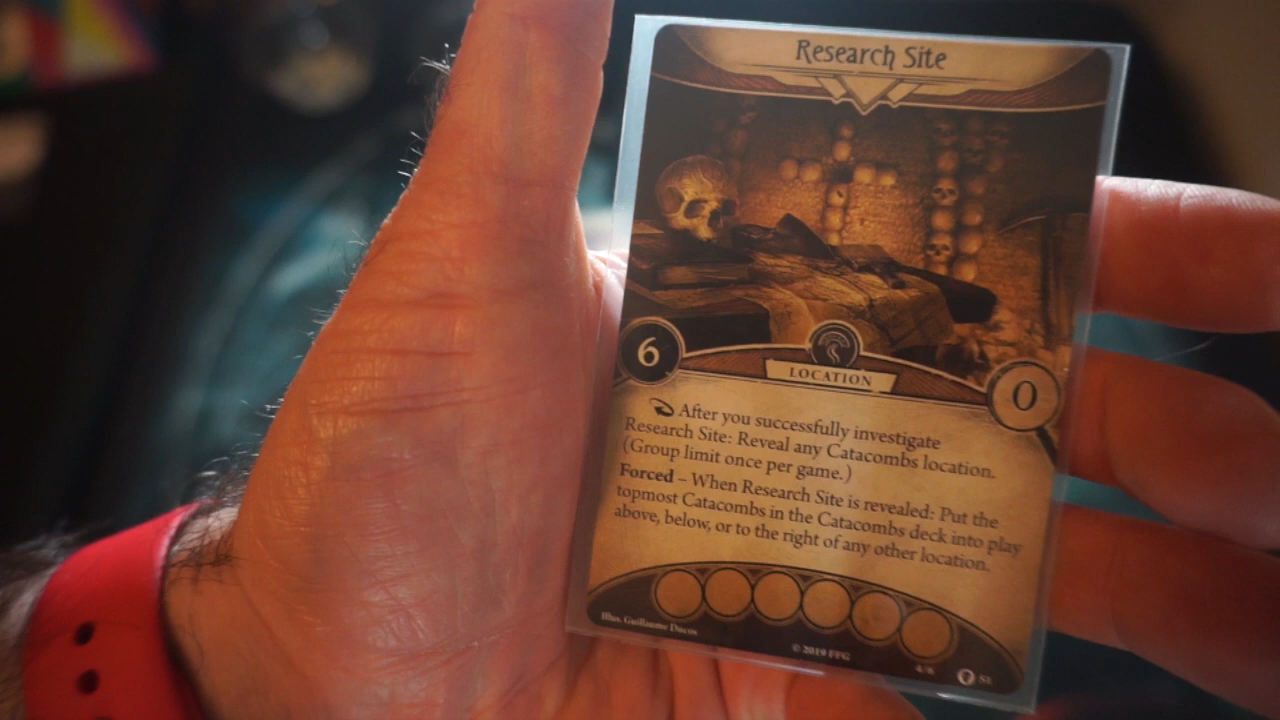 Research Site
6
LOCATION
0
After you successfully investigate
Research Site: Reveal any Catacombs location.
(Group limit once per game.)
Forced – When Research Site is revealed: Put the
topmost Catacombs in the Catacombs deck into play
above, below, or to the right of any other location.
Illus. Guillaume Ducos
© 2019 FFG
4/6
51